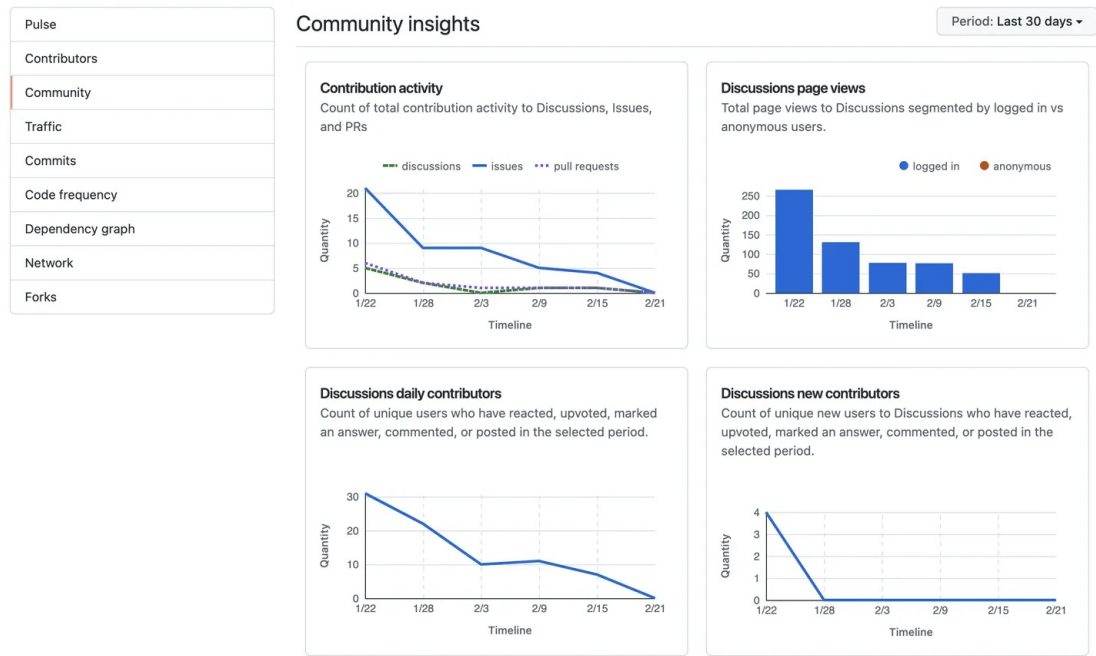 Pulse
Contributors
Community
Traffic
Commits
Code frequency
Dependency graph
Network
Forks
Community insights
Period: Last 30 days
Contribution activity
Count of total contribution activity to Discussions, Issues,
and PRs
discussions issues pull requests
20
15
10
5
0
Quantity
1/22 1/28 2/3 2/9 2/15 2/21
Timeline
Discussions page views
Total page views to Discussions segmented by logged in vs
anonymous users.
logged in anonymous
250
200
150
100
50
0
Quantity
1/22 1/28 2/3 2/9 2/15 2/21
Timeline
Discussions daily contributors
Count of unique users who have reacted, upvoted, marked
an answer, commented, or posted in the selected period.
30
20
10
0
Quantity
1/22 1/28 2/3 2/9 2/15 2/21
Timeline
Discussions new contributors
Count of unique new users to Discussions who have reacted,
upvoted, marked an answer, commented, or posted in the
selected period.
4
3
2
1
0
Quantity
1/22 1/28 2/3 2/9 2/15 2/21
Timeline